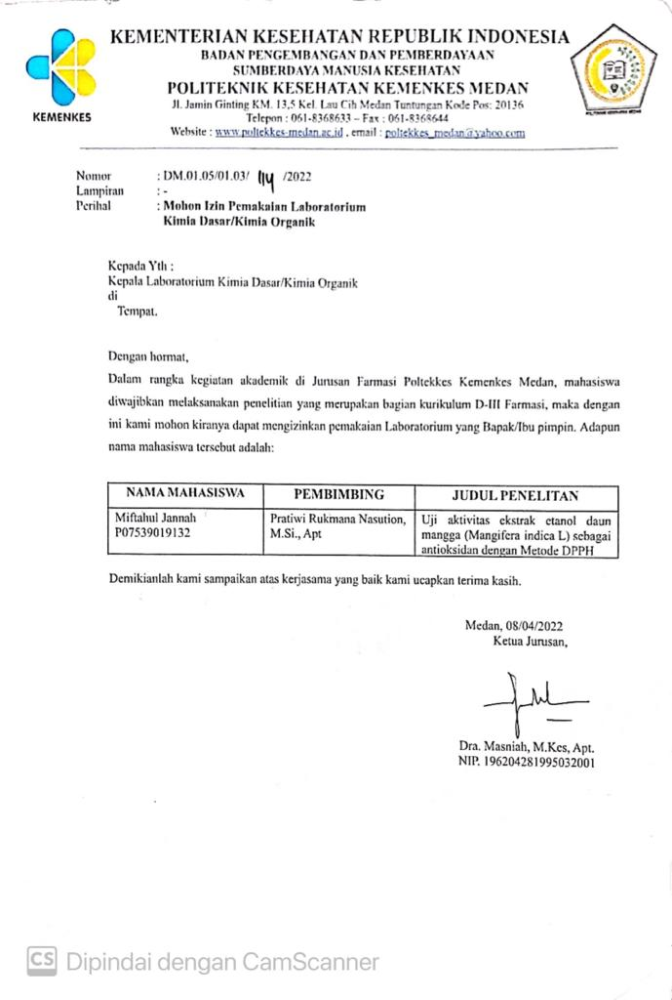 KEMENTERIAN KESEHATAN REPUBLIK INDONESIA
BADAN PENGEMBANGAN DAN PEMBERDAYAAN
SUMBERDAYA MANUSIA KESEHATAN
POLITEKNIK KESEHATAN KEMENKES MEDAN
KEMENKES
Jl. Jamin Ginting KM. 13,5 Kel. Lau Cih Medan Tuntungan Kode Pos: 20136
Telepon : 061-8368633 – Fax : 061-8368644
Website : www.poltekkes-medan.ac.id , email : poltekkes_medan@yahoo.com
Nomor : DM.01.05/01.03/ 114 /2022
Lampiran : -
Perihal : Mohon Izin Pemakaian Laboratorium
Kimia Dasar/Kimia Organik
Kepada Yth :
Kepala Laboratorium Kimia Dasar/Kimia Organik
di
Tempat.
Dengan hormat,
Dalam rangka kegiatan akademik di Jurusan Farmasi Poltekkes Kemenkes Medan, mahasiswa
diwajibkan melaksanakan penelitian yang merupakan bagian kurikulum D-III Farmasi, maka dengan
ini kami mohon kiranya dapat mengizinkan pemakaian Laboratorium yang Bapak/Ibu pimpin. Adapun
nama mahasiswa tersebut adalah:
NAMA MAHASISWA PEMBIMBING JUDUL PENELITAN
Miftahul Jannah Pratiwi Rukmana Nasution, Uji aktivitas ekstrak etanol daun
P07539019132 M.Si., Apt mangga (Mangifera indica L) sebagai
antioksidan dengan Metode DPPH
Demikianlah kami sampaikan atas kerjasama yang baik kami ucapkan terima kasih.
Medan, 08/04/2022
Ketua Jurusan,
Dra. Masniah, M.Kes, Apt.
NIP. 196204281995032001
CS Dipindai dengan CamScanner